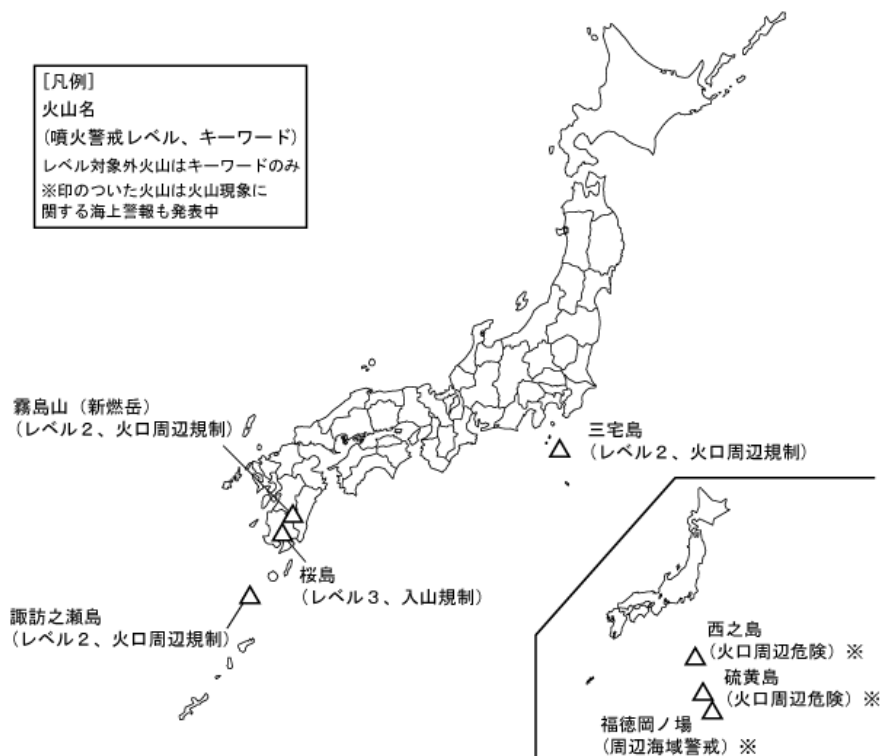 [凡例]
火山名
(噴火警戒レベル、キーワード)
レベル対象外火山はキーワードのみ
※印のついた火山は火山現象に
関する海上警報も発表中
霧島山（新燃岳）
(レベル２、火口周辺規制)
三宅島
(レベル２、火口周辺規制)
桜島
(レベル３、入山規制)
諏訪之瀬島
(レベル２、火口周辺規制)
西之島
(火口周辺危険) ※
硫黄島
(火口周辺危険) ※
福徳岡ノ場
(周辺海域警戒) ※